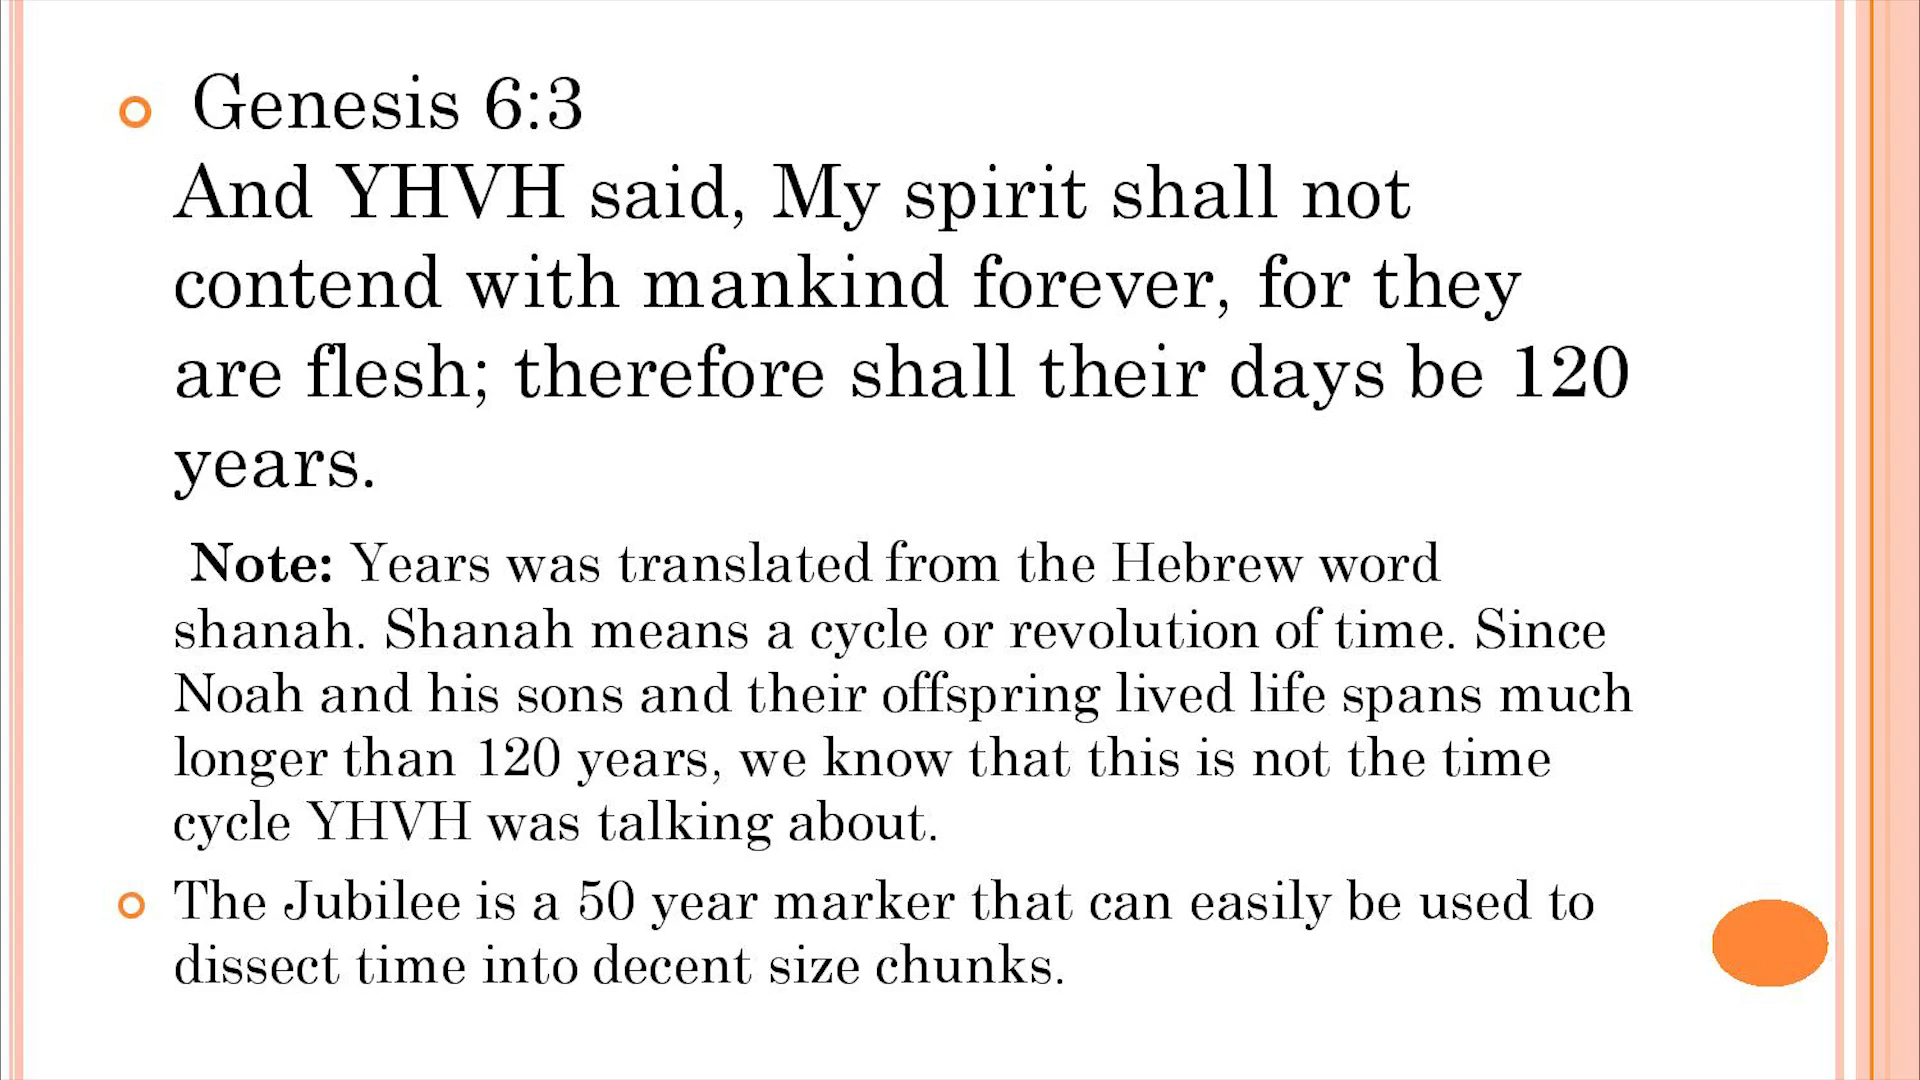 Genesis 6:3
And YHVH said, My spirit shall not
contend with mankind forever, for they
are flesh; therefore shall their days be 120
years.
Note: Years was translated from the Hebrew word
shanah. Shanah means a cycle or revolution of time. Since
Noah and his sons and their offspring lived life spans much
longer than 120 years, we know that this is not the time
cycle YHVH was talking about.
The Jubilee is a 50 year marker that can easily be used to
dissect time into decent size chunks.